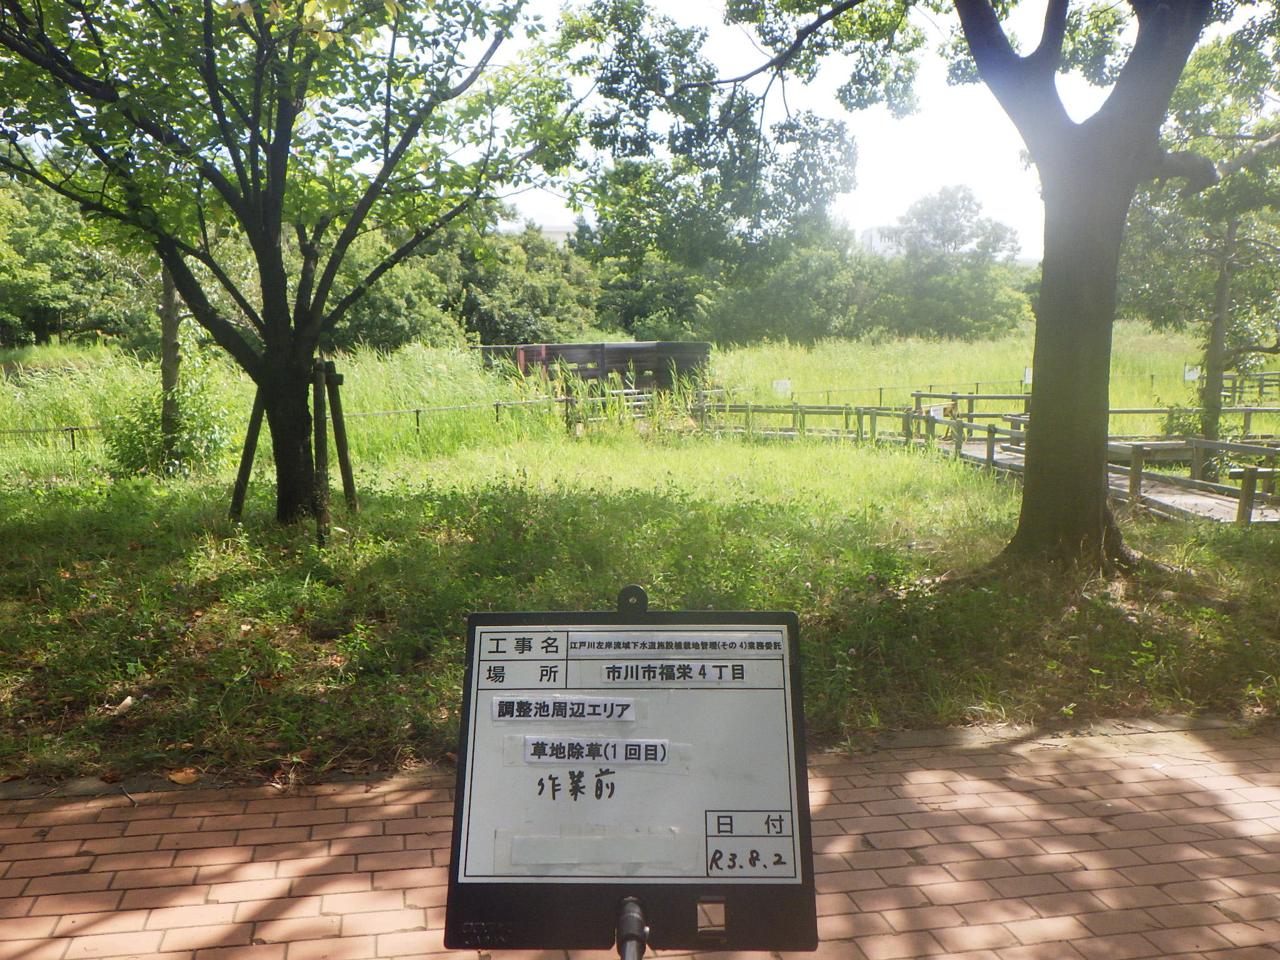 工事名 江戸川左岸流域下水道施設植栽地管理(その4)業務委託
場所 市川市福栄4丁目
調整池周辺エリア
草地除草(1回目)
作業前
日付
R3.8.2